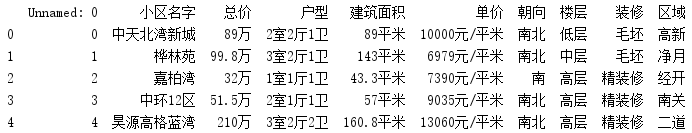 Unnamed: 0 小区名字 总价 户型 建筑面积 单价 朝向 楼层 装修 区域
0 0 中天北湾新城 89万 2室2厅1卫 89平米 10000元/平米 南北 低层 毛坯 高新
1 1 桦林苑 99.8万 3室2厅1卫 143平米 6979元/平米 南北 中层 毛坯 净月
2 2 嘉柏湾 32万 1室1厅1卫 43.3平米 7390元/平米 南 高层 精装修 经开
3 3 中环12区 51.5万 2室1厅1卫 57平米 9035元/平米 南北 高层 精装修 南关
4 4 昊源高格蓝湾 210万 3室2厅2卫 160.8平米 13060元/平米 南北 高层 精装修 二道